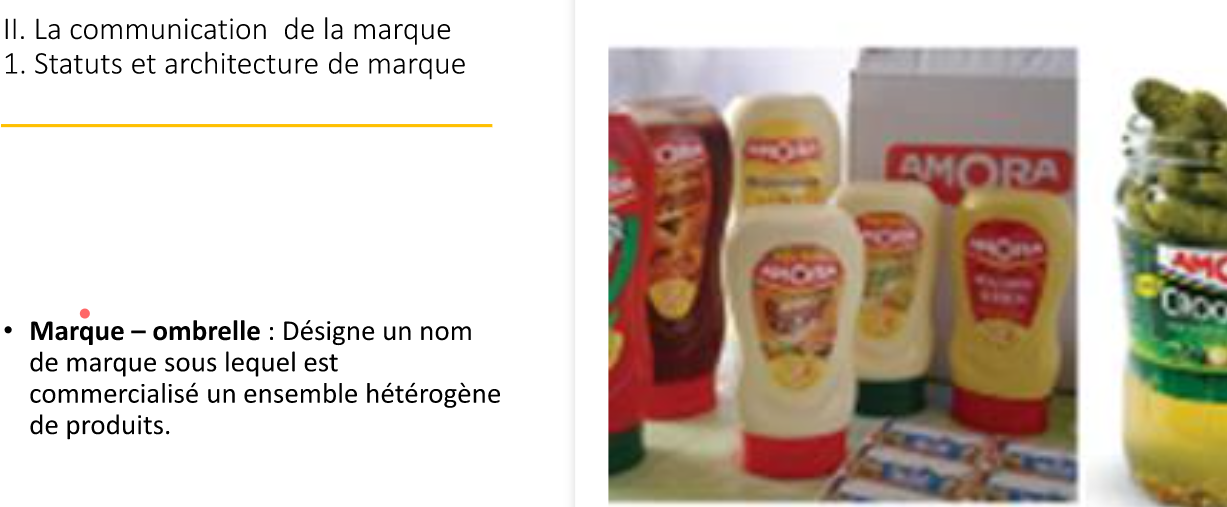 II. La communication de la marque
1. Statuts et architecture de marque
• Marque – ombrelle : Désigne un nom
de marque sous lequel est
commercialisé un ensemble hétérogène
de produits.
AMORA
AMORA
AMORA
AMORA
AMORA